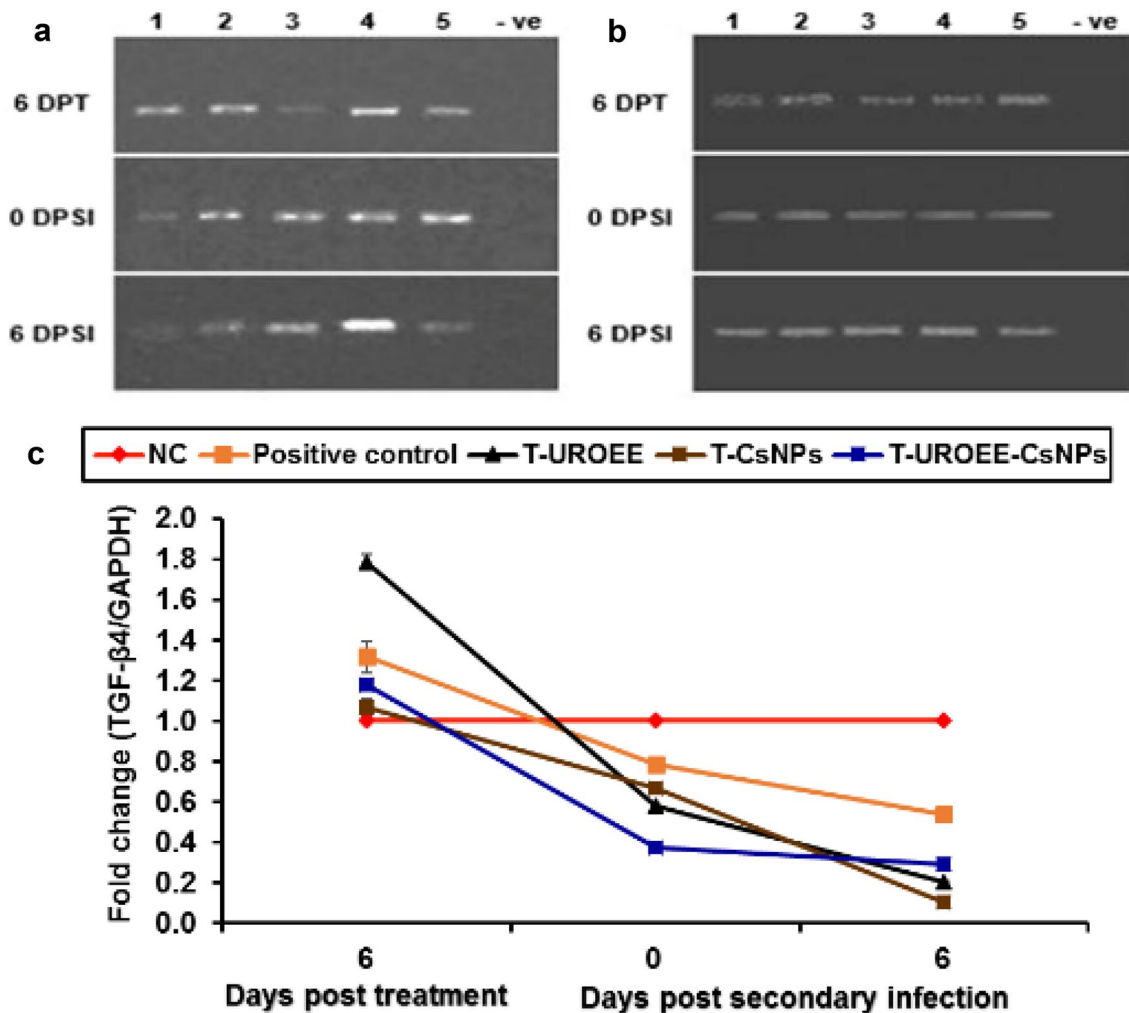 a
1 2 3 4 5 - ve
6 DPT
0 DPSI
6 DPSI
b
1 2 3 4 5 - ve
6 DPT
0 DPSI
6 DPSI
c
NC Positive control T-UROEE T-CsNPs T-UROEE-CsNPs
Fold change (TGF-β4/GAPDH)
2.0
1.8
1.6
1.4
1.2
1.0
0.8
0.6
0.4
0.2
0.0
6 0 6
Days post treatment Days post secondary infection